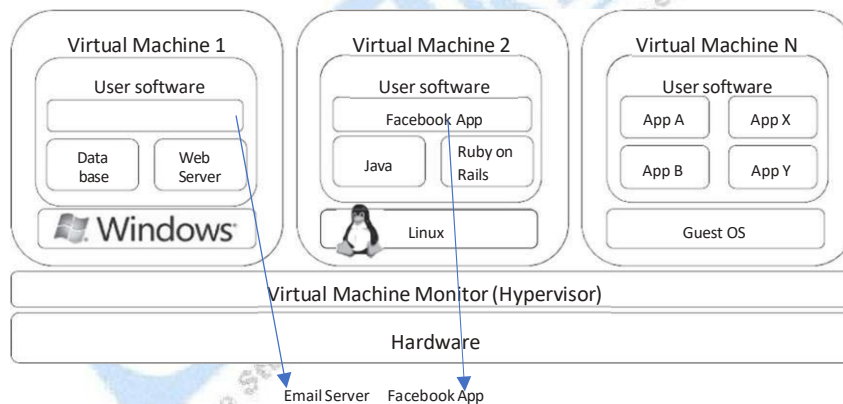 Virtual Machine 1
User software
Data
base
Web
Server
Windows
Virtual Machine 2
User software
Facebook App
Java
Ruby on
Rails
Linux
Virtual Machine N
User software
App A
App X
App B
App Y
Guest OS
Virtual Machine Monitor (Hypervisor)
Hardware
Email Server
Facebook App